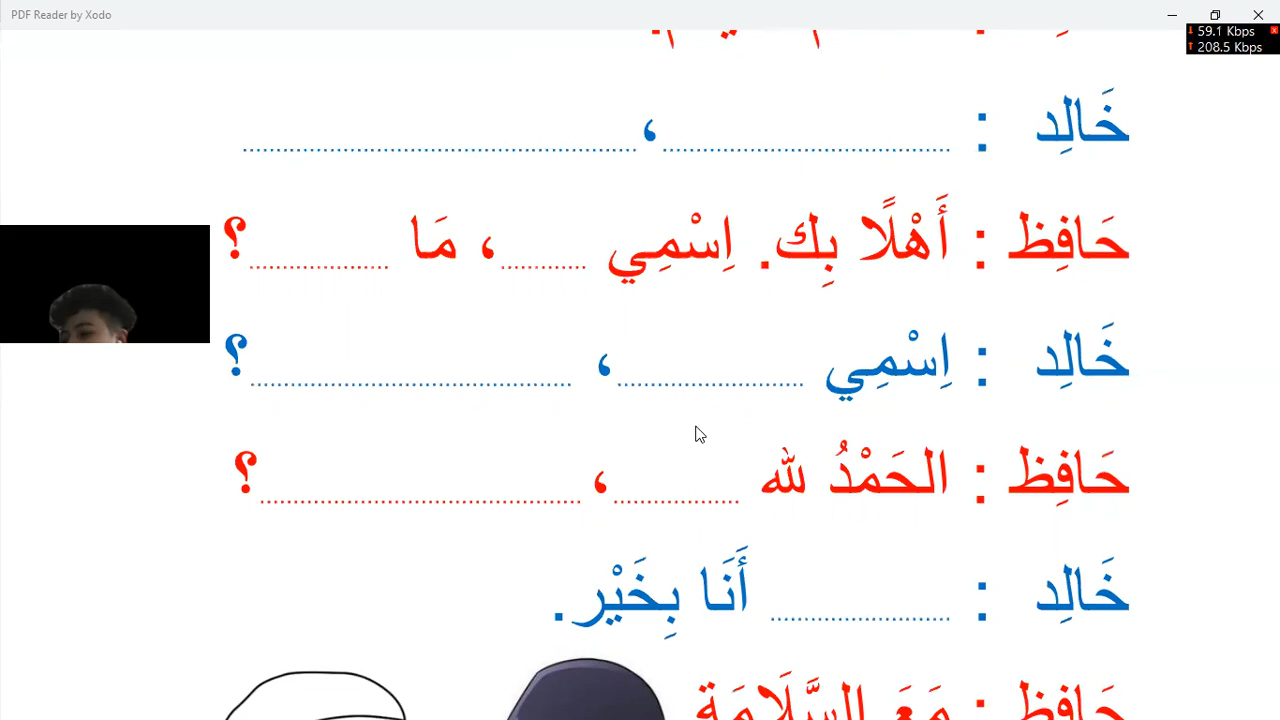 PDF Reader by Xodo
59.1 Kbps
208.5 Kbps
خَالِد : ..............................، ........................................
حَافِظ : أَهْلًا بِك. اِسْمِي .........، مَا ..............؟
خَالِد : اِسْمِي ...................، ................................؟
حَافِظ : الحَمْدُ لله .............، ................................؟
خَالِد : .................. أَنَا بِخَيْر.
حَافِظ : مَعَ السَّلَامَة